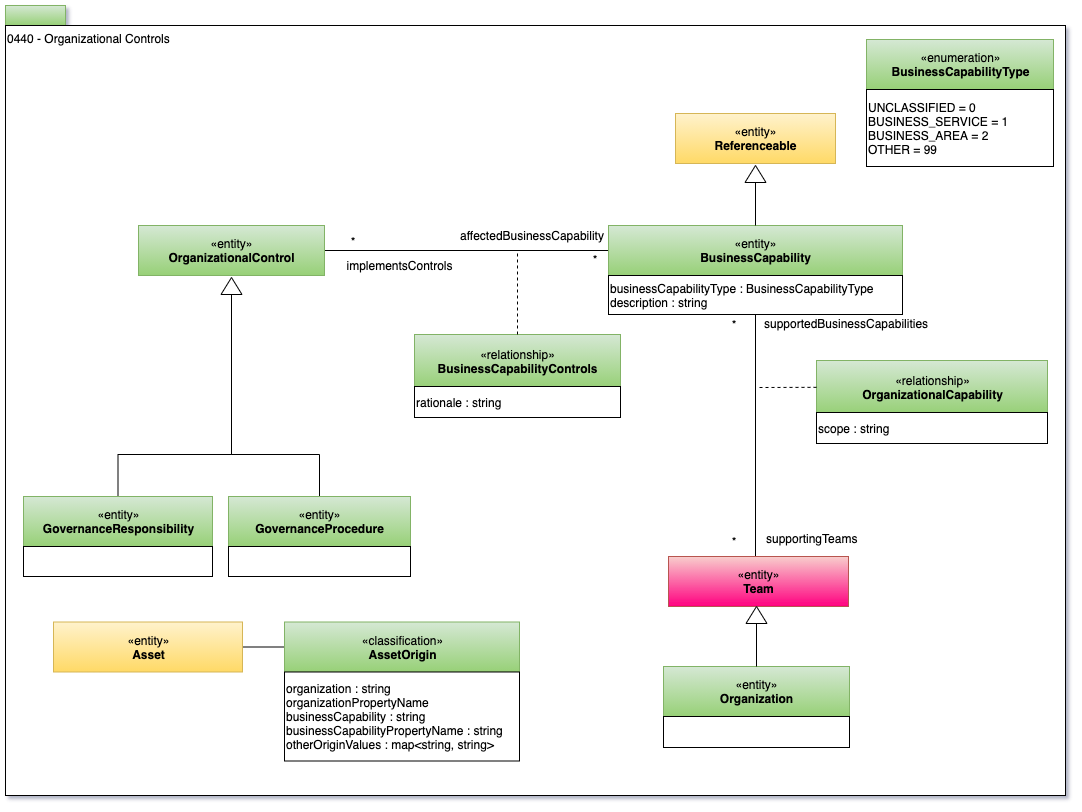 0440 - Organizational Controls
«enumeration»
BusinessCapabilityType
UNCLASSIFIED = 0
BUSINESS_SERVICE = 1
BUSINESS_AREA = 2
OTHER = 99
«entity»
Referenceable
«entity»
OrganizationalControl
*
implementsControls
affectedBusinessCapability
*
«entity»
BusinessCapability
businessCapabilityType : BusinessCapabilityType
description : string
*
supportedBusinessCapabilities
«relationship»
BusinessCapabilityControls
rationale : string
«relationship»
OrganizationalCapability
scope : string
«entity»
GovernanceResponsibility
«entity»
GovernanceProcedure
*
supportingTeams
«entity»
Team
«entity»
Asset
«classification»
AssetOrigin
organization : string
organizationPropertyName
businessCapability : string
businessCapabilityPropertyName : string
otherOriginValues : map<string, string>
«entity»
Organization